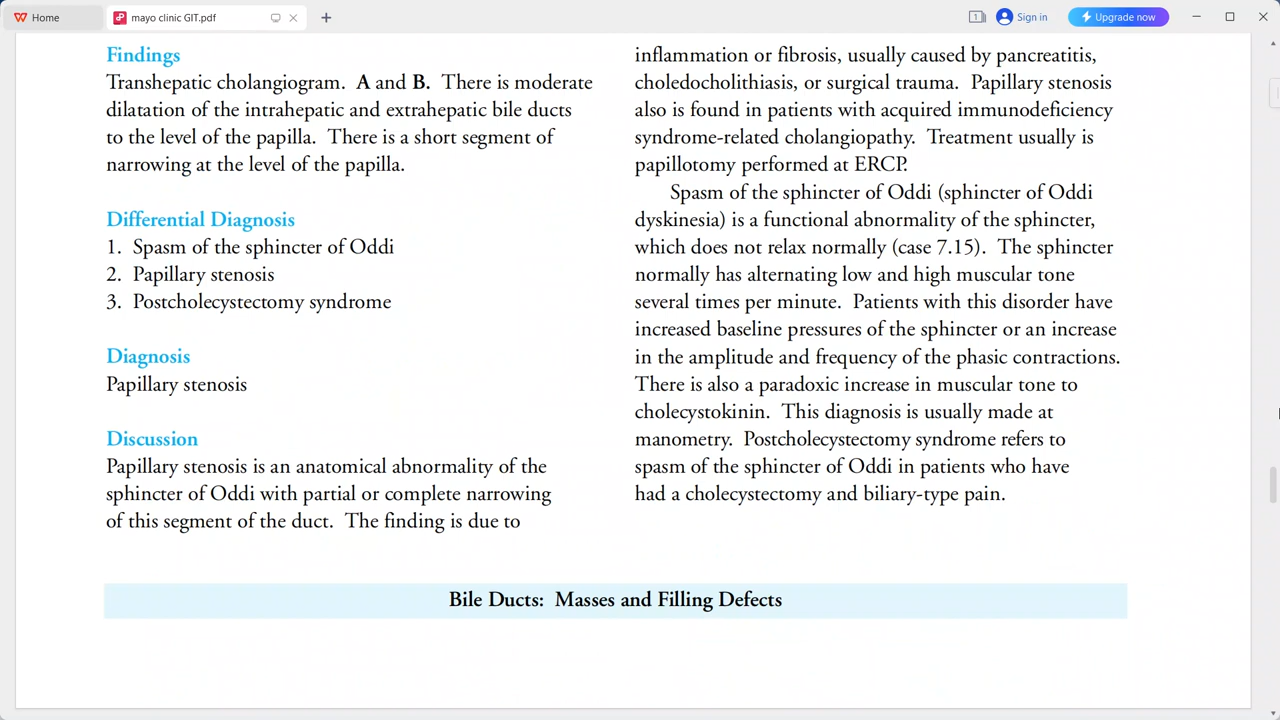 Home
mayo clinic GIT.pdf
1
Sign in
Upgrade now
Findings
Transhepatic cholangiogram. A and B. There is moderate
dilatation of the intrahepatic and extrahepatic bile ducts
to the level of the papilla. There is a short segment of
narrowing at the level of the papilla.
Differential Diagnosis
1. Spasm of the sphincter of Oddi
2. Papillary stenosis
3. Postcholecystectomy syndrome
Diagnosis
Papillary stenosis
Discussion
Papillary stenosis is an anatomical abnormality of the
sphincter of Oddi with partial or complete narrowing
of this segment of the duct. The finding is due to
inflammation or fibrosis, usually caused by pancreatitis,
choledocholithiasis, or surgical trauma. Papillary stenosis
also is found in patients with acquired immunodeficiency
syndrome-related cholangiopathy. Treatment usually is
papillotomy performed at ERCP.
Spasm of the sphincter of Oddi (sphincter of Oddi
dyskinesia) is a functional abnormality of the sphincter,
which does not relax normally (case 7.15). The sphincter
normally has alternating low and high muscular tone
several times per minute. Patients with this disorder have
increased baseline pressures of the sphincter or an increase
in the amplitude and frequency of the phasic contractions.
There is also a paradoxic increase in muscular tone to
cholecystokinin. This diagnosis is usually made at
manometry. Postcholecystectomy syndrome refers to
spasm of the sphincter of Oddi in patients who have
had a cholecystectomy and biliary-type pain.
Bile Ducts: Masses and Filling Defects